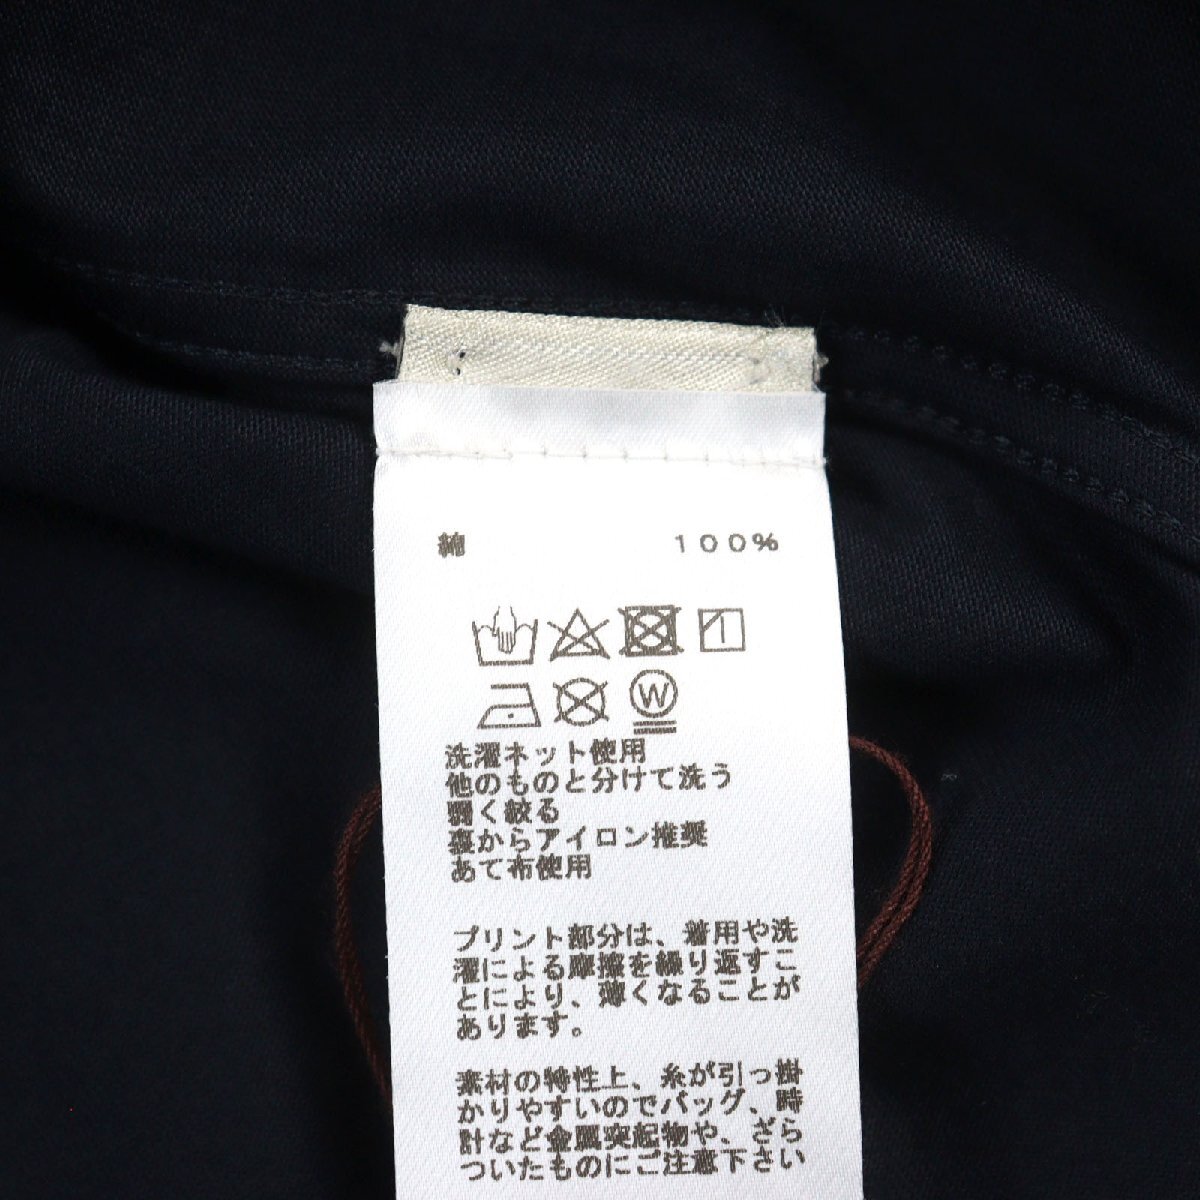 綿 100%
W
洗濯ネット使用
他のものと分けて洗う
弱く絞る
裏からアイロン推奨
あて布使用
プリント部分は、着用や洗
濯による摩擦を繰り返すこ
とにより、薄くなることが
あります。
素材の特性上、糸が引っ掛
かりやすいのでバッグ、時
計など金属突起物や、ざら
ついたものにご注意下さい